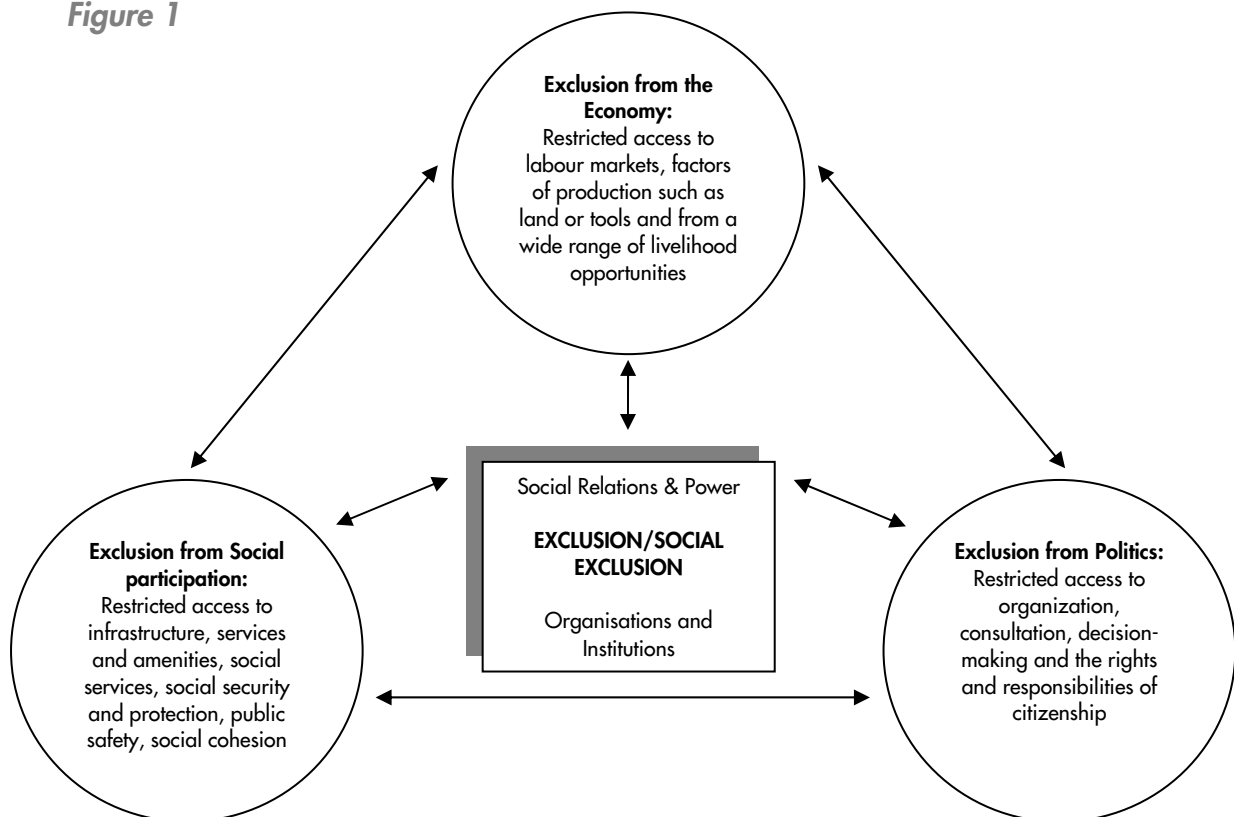 Figure 1
Exclusion from the
Economy:
Restricted access to
labour markets, factors
of production such as
land or tools and from a
wide range of livelihood
opportunities
Social Relations & Power
EXCLUSION/SOCIAL
EXCLUSION
Organisations and
Institutions
Exclusion from Social
participation:
Restricted access to
infrastructure, services
and amenities, social
services, social security
and protection, public
safety, social cohesion
Exclusion from Politics:
Restricted access to
organization,
consultation, decision-
making and the rights
and responsibilities of
citizenship